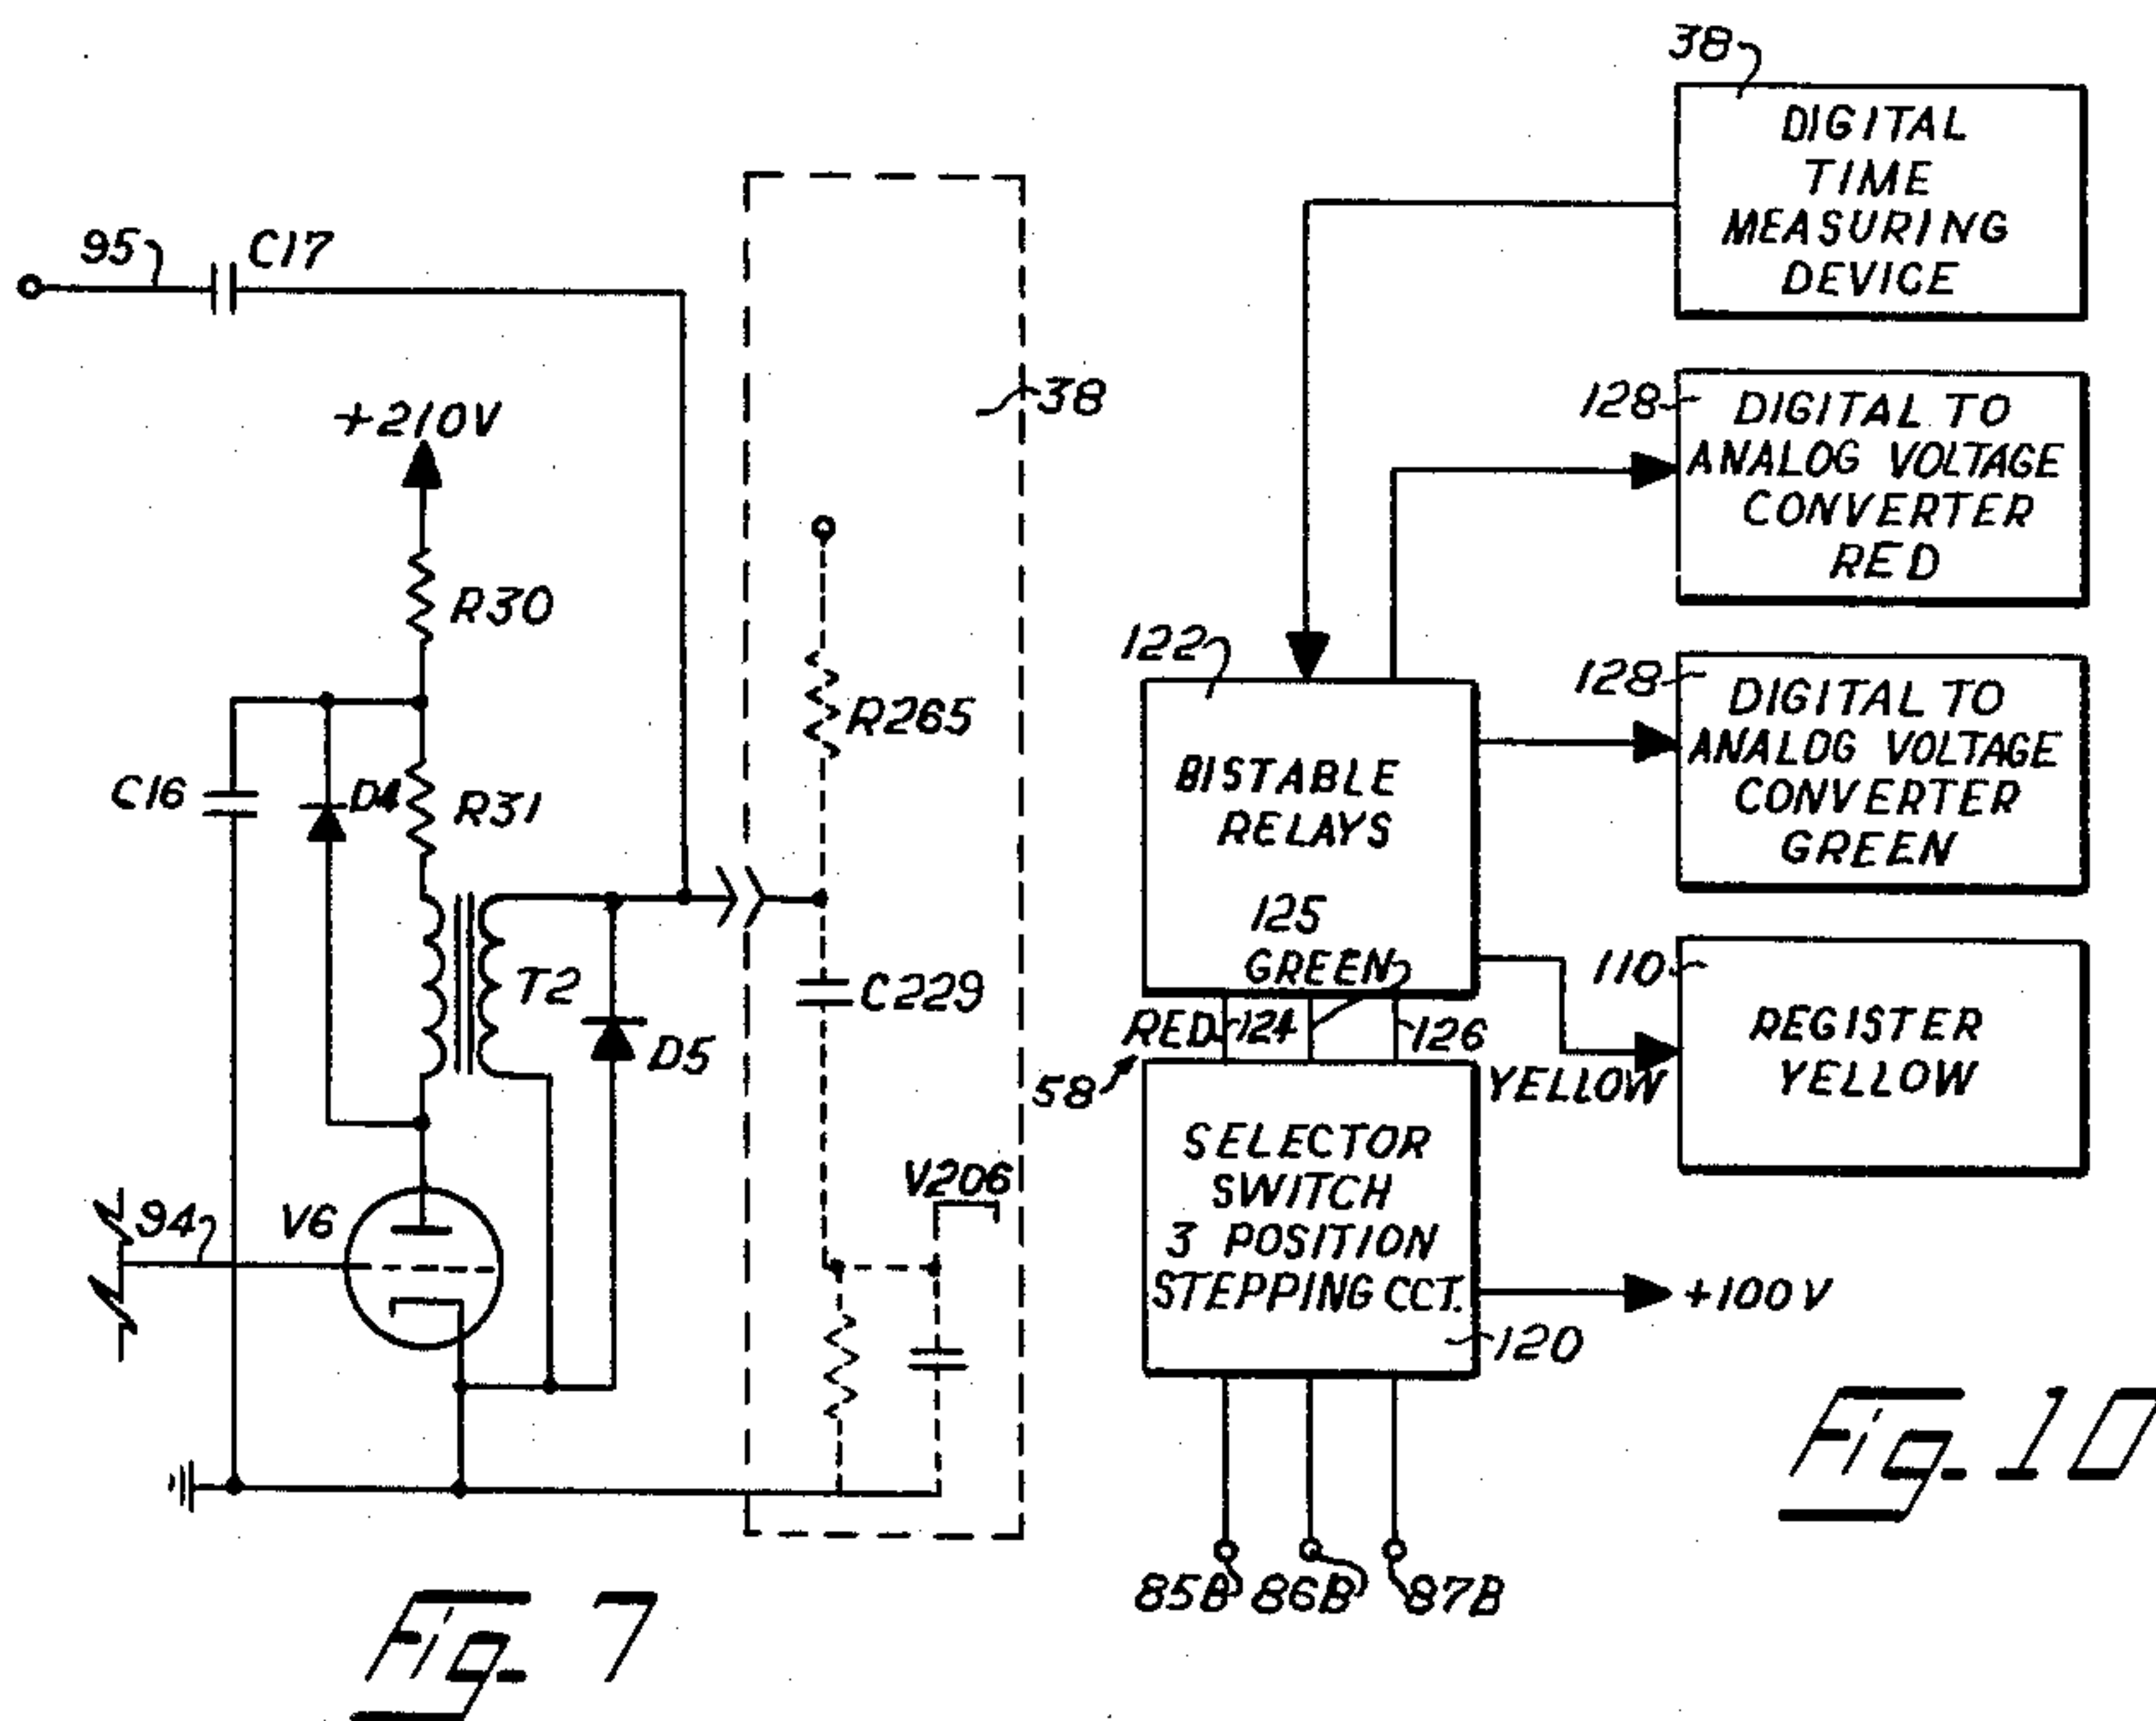 95
C17
+210V
R30
C16
D4
R31
T2
D5
94
V6
38
R265
C229
V206
Fig. 7
38
DIGITAL
TIME
MEASURING
DEVICE
128
DIGITAL TO
ANALOG VOLTAGE
CONVERTER
RED
128
DIGITAL TO
ANALOG VOLTAGE
CONVERTER
GREEN
122
BISTABLE
RELAYS
125
GREEN
RED 124
126
58
YELLOW
110
REGISTER
YELLOW
SELECTOR
SWITCH
3 POSITION
STEPPING CCT.
+100V
120
85B 86B 87B
Fig. 10